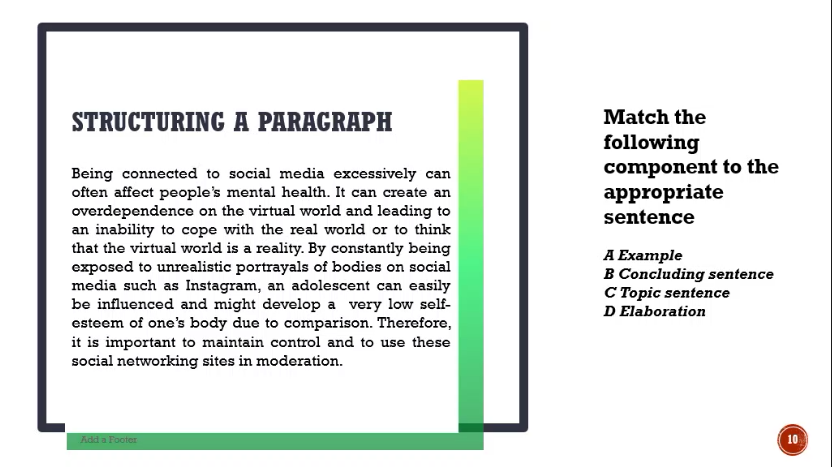 STRUCTURING A PARAGRAPH
Being connected to social media excessively can
often affect people's mental health. It can create an
overdependence on the virtual world and leading to
an inability to cope with the real world or to think
that the virtual world is a reality. By constantly being
exposed to unrealistic portrayals of bodies on social
media such as Instagram, an adolescent can easily
be influenced and might develop a very low self-
esteem of one's body due to comparison. Therefore,
it is important to maintain control and to use these
social networking sites in moderation.
Add a Footer
Match the
following
component to the
appropriate
sentence
A Example
B Concluding sentence
C Topic sentence
D Elaboration
10